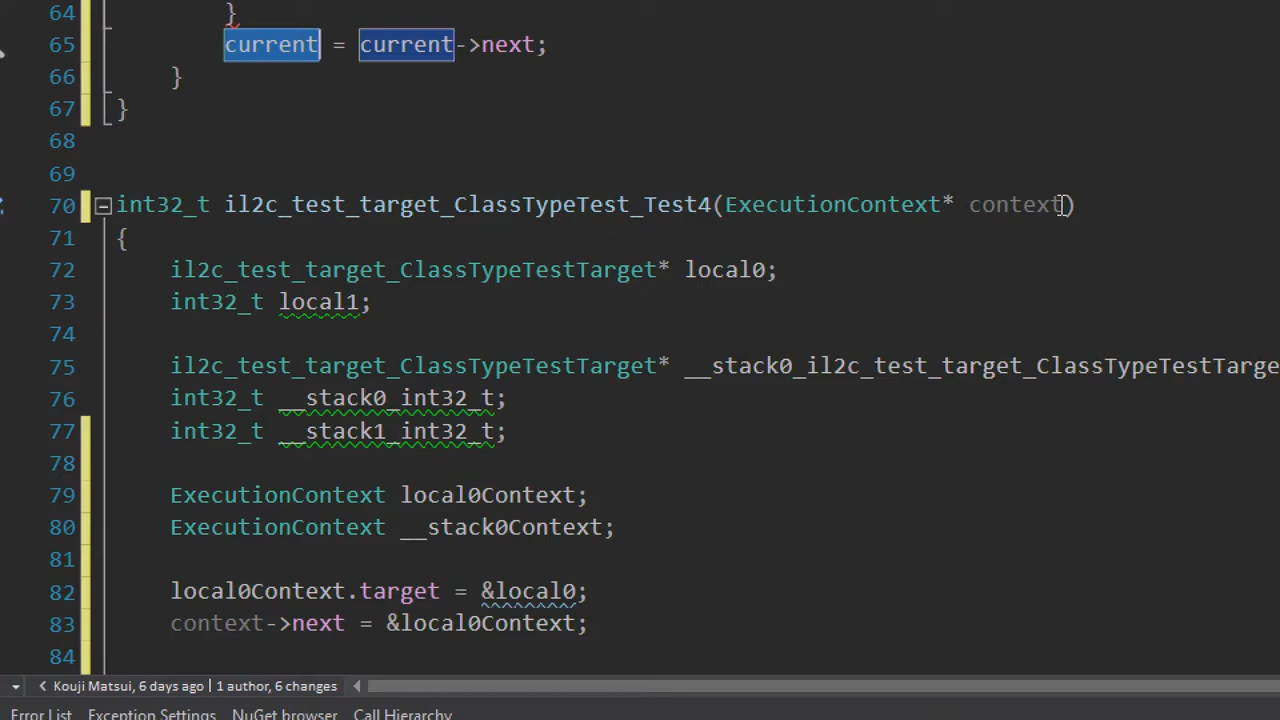 64 }
65 current = current->next;
66 }
67 }
68
69
70 int32_t il2c_test_target_ClassTypeTest_Test4(ExecutionContext* context)
71 {
72 il2c_test_target_ClassTypeTestTarget* local0;
73 int32_t local1;
74
75 il2c_test_target_ClassTypeTestTarget* __stack0_il2c_test_target_ClassTypeTestTarge
76 int32_t __stack0_int32_t;
77 int32_t __stack1_int32_t;
78
79 ExecutionContext local0Context;
80 ExecutionContext __stack0Context;
81
82 local0Context.target = &local0;
83 context->next = &local0Context;
84
Kouji Matsui, 6 days ago | 1 author, 6 changes
Error List Exception Settings NuGet browser Call Hierarchy